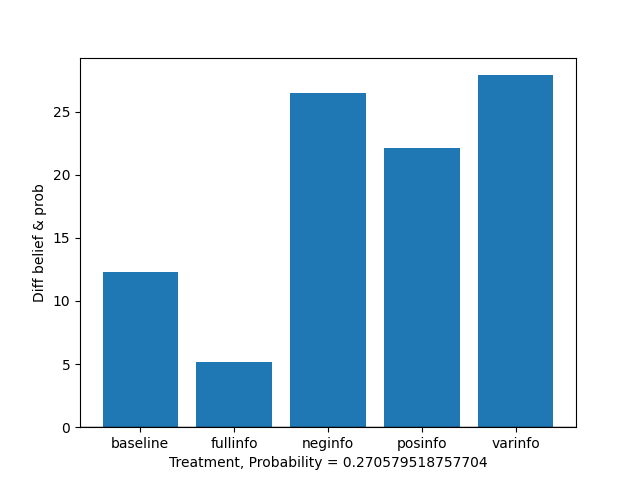 Diff belief & prob
25
20
15
10
5
0
baseline fullinfo neginfo posinfo varinfo
Treatment, Probability = 0.270579518757704